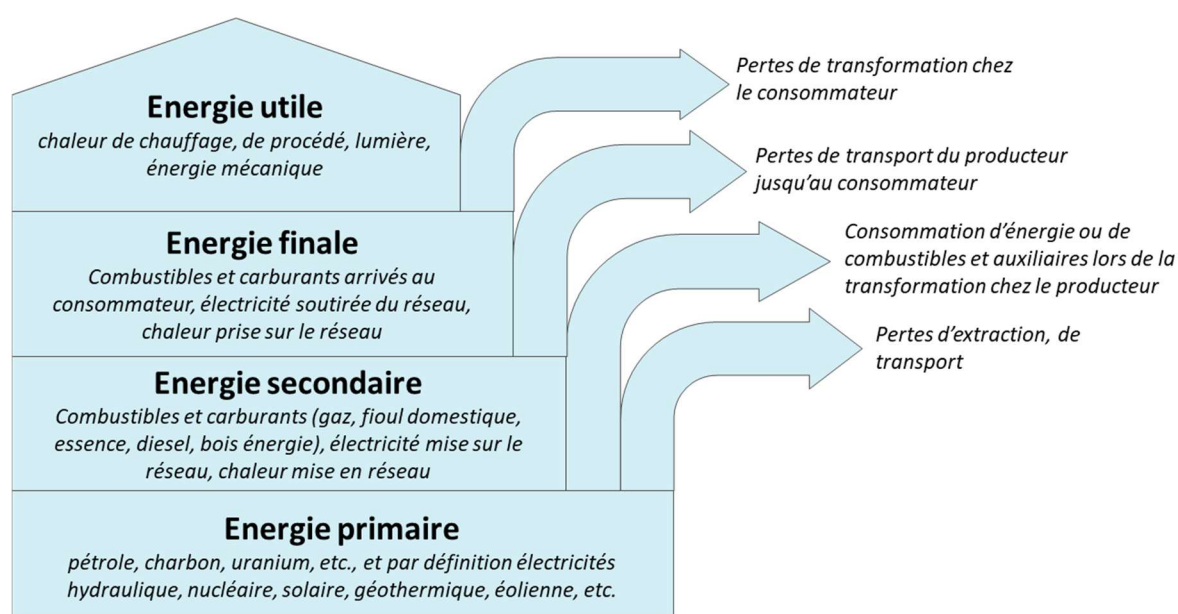 Energie utile
chaleur de chauffage, de procédé, lumière,
énergie mécanique
Pertes de transformation chez
le consommateur
Energie finale
Combustibles et carburants arrivés au
consommateur, électricité soutirée du réseau,
chaleur prise sur le réseau
Pertes de transport du producteur
jusqu’au consommateur
Energie secondaire
Combustibles et carburants (gaz, fioul domestique,
essence, diesel, bois énergie), électricité mise sur le
réseau, chaleur mise en réseau
Consommation d’énergie ou de
combustibles et auxiliaires lors de la
transformation chez le producteur
Energie primaire
pétrole, charbon, uranium, etc., et par définition électricités
hydraulique, nucléaire, solaire, géothermique, éolienne, etc.
Pertes d’extraction, de
transport